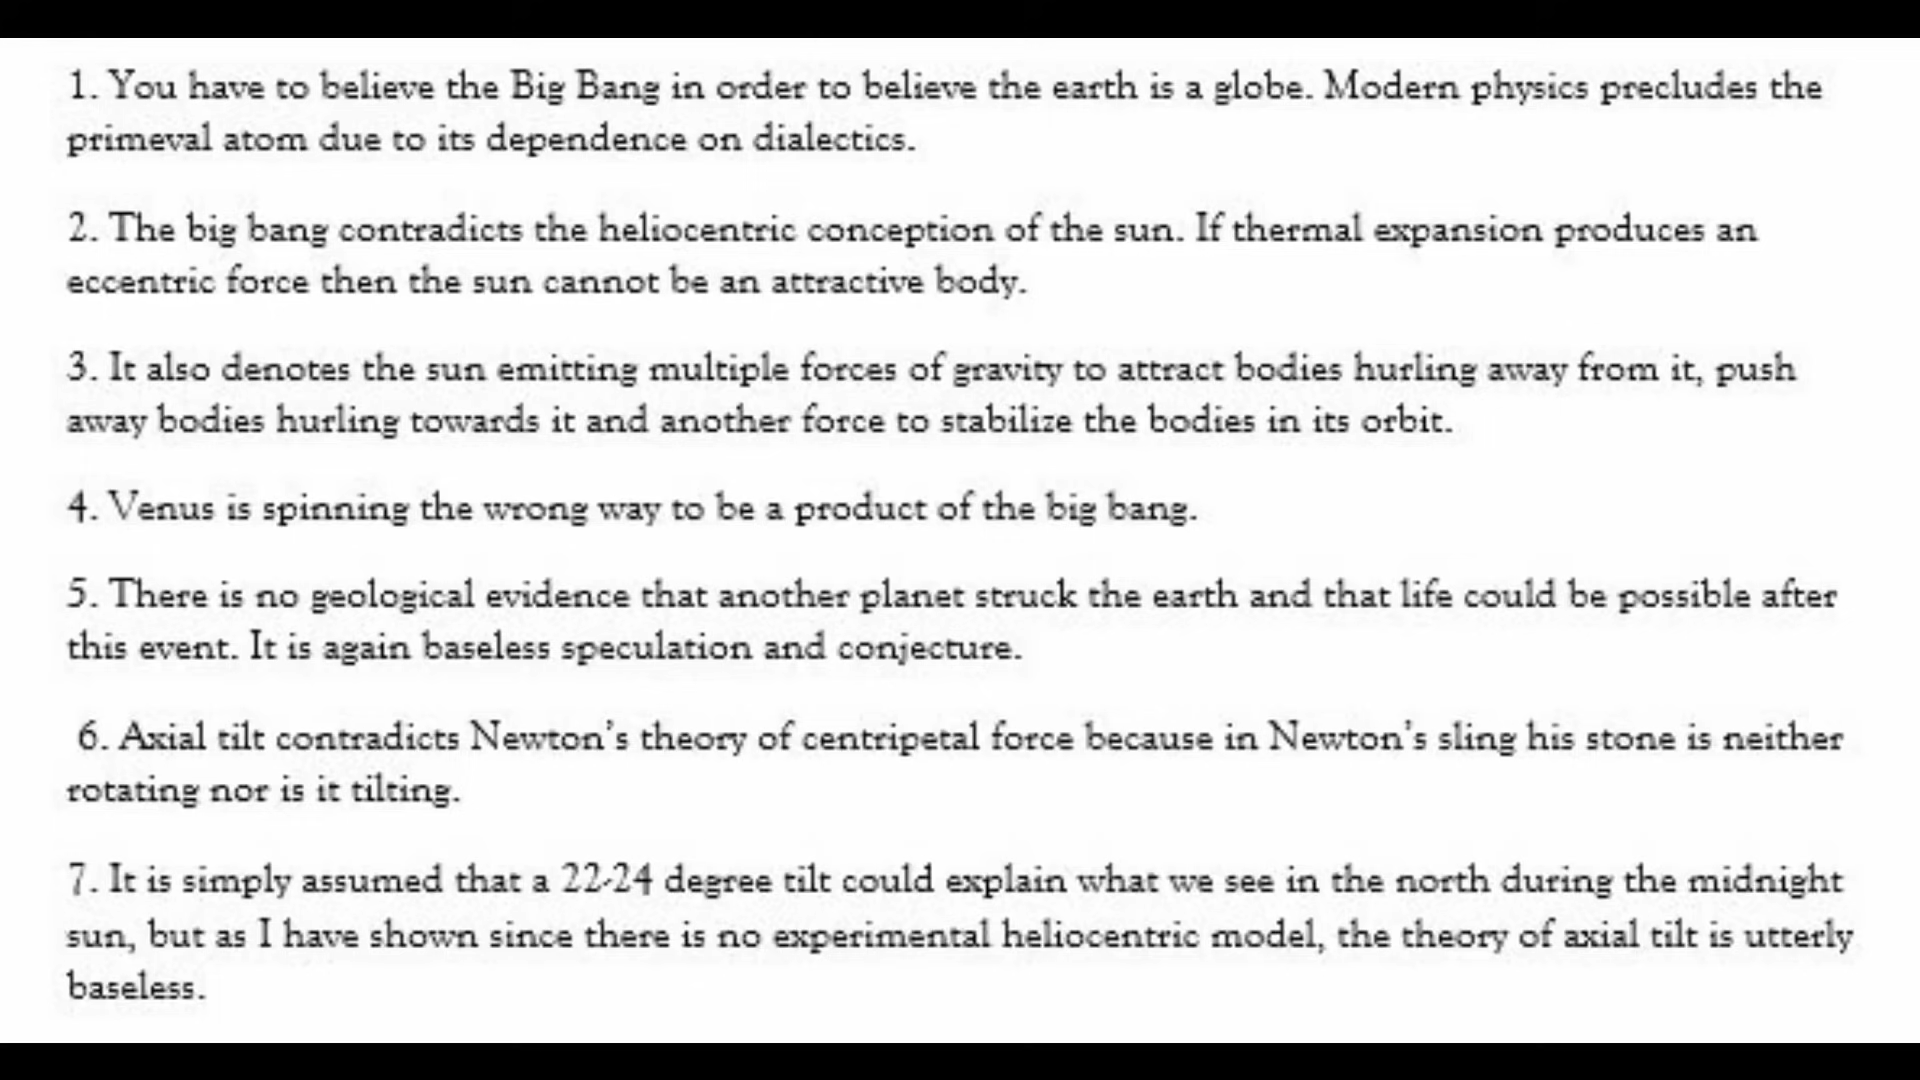 1. You have to believe the Big Bang in order to believe the earth is a globe. Modern physics precludes the
primeval atom due to its dependence on dialectics.
2. The big bang contradicts the heliocentric conception of the sun. If thermal expansion produces an
eccentric force then the sun cannot be an attractive body.
3. It also denotes the sun emitting multiple forces of gravity to attract bodies hurling away from it, push
away bodies hurling towards it and another force to stabilize the bodies in its orbit.
4. Venus is spinning the wrong way to be a product of the big bang.
5. There is no geological evidence that another planet struck the earth and that life could be possible after
this event. It is again baseless speculation and conjecture.
6. Axial tilt contradicts Newton's theory of centripetal force because in Newton's sling his stone is neither
rotating nor is it tilting.
7. It is simply assumed that a 22-24 degree tilt could explain what we see in the north during the midnight
sun, but as I have shown since there is no experimental heliocentric model, the theory of axial tilt is utterly
baseless.